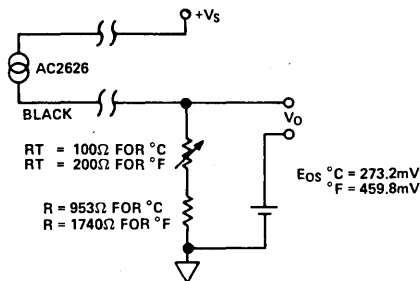 +VS
AC2626
BLACK
VO
RT = 100Ω FOR °C
RT = 200Ω FOR °F
EOS °C = 273.2mV
°F = 459.8mV
R = 953Ω FOR °C
R = 1740Ω FOR °F